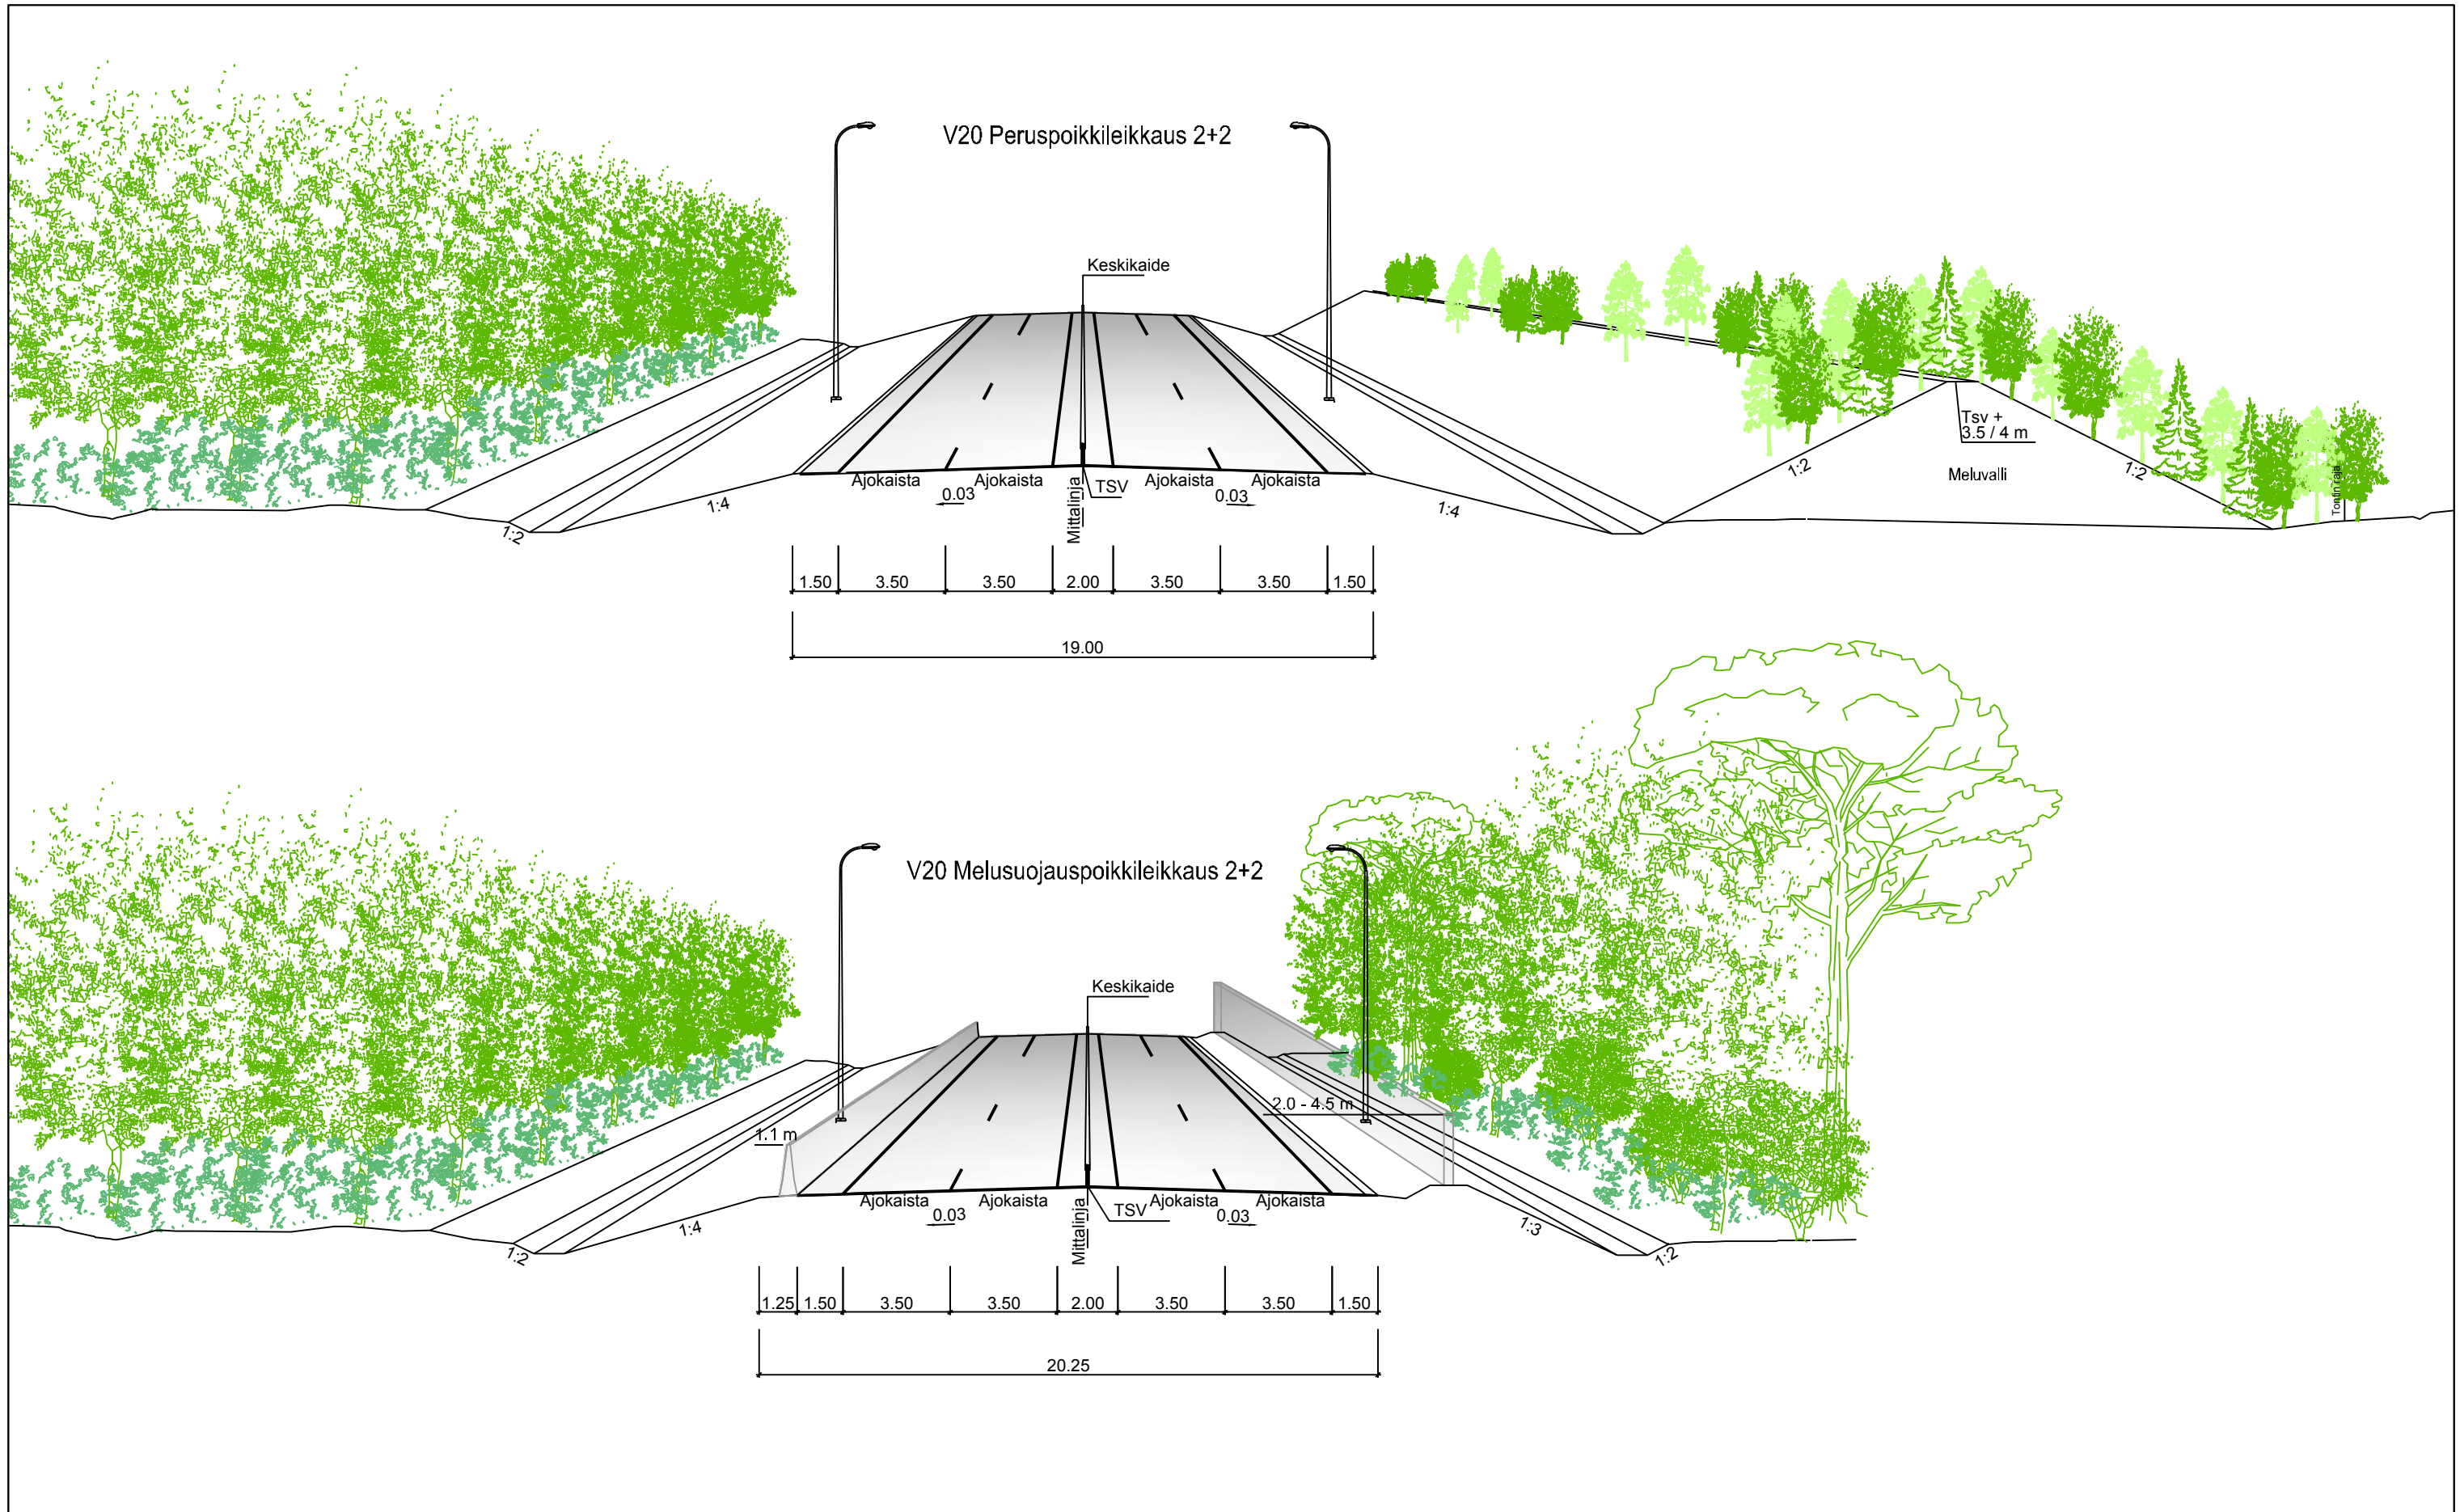 V20 Peruspoikkileikkaus 2+2
Keskikaide
Tsv +
3.5 / 4 m
1:2
1:2
Meluvalli
Tontin raja
Ajokaista
Ajokaista
Mittalinja
TSV
Ajokaista
Ajokaista
0.03
0.03
1:4
1:4
1:2
1.50
3.50
3.50
2.00
3.50
3.50
1.50
19.00
V20 Melusuojauspoikkileikkaus 2+2
Keskikaide
2.0 - 4.5 m
1.1 m
Ajokaista
Ajokaista
Mittalinja
TSV
Ajokaista
Ajokaista
0.03
0.03
1:4
1:3
1:2
1:2
1.25
1.50
3.50
3.50
2.00
3.50
3.50
1.50
20.25